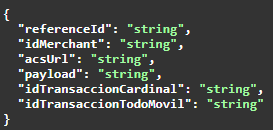 {
"referenceId": "string",
"idMerchant": "string",
"acsUrl": "string",
"payload": "string",
"idTransaccionCardinal": "string",
"idTransaccionTodoMovil": "string"
}